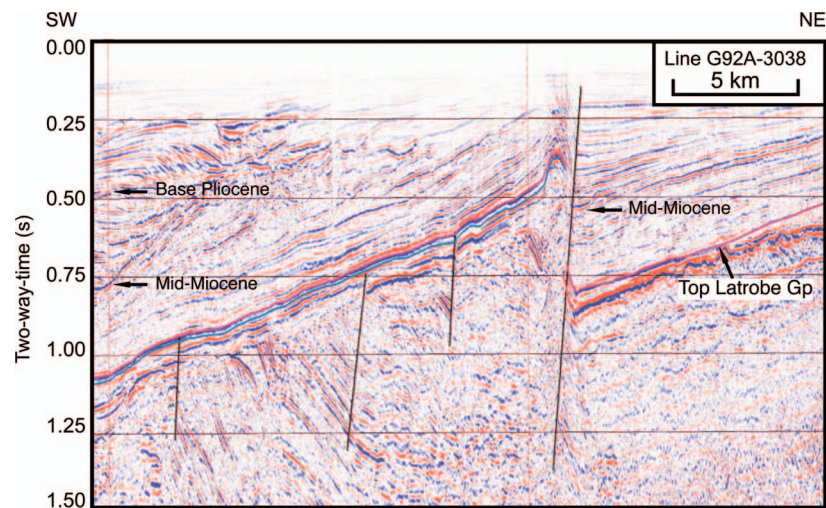 SW
NE
Line G92A-3038
5 km
0.00
0.25
0.50
0.75
1.00
1.25
1.50
Two-way-time (s)
Base Pliocene
Mid-Miocene
Mid-Miocene
Top Latrobe Gp